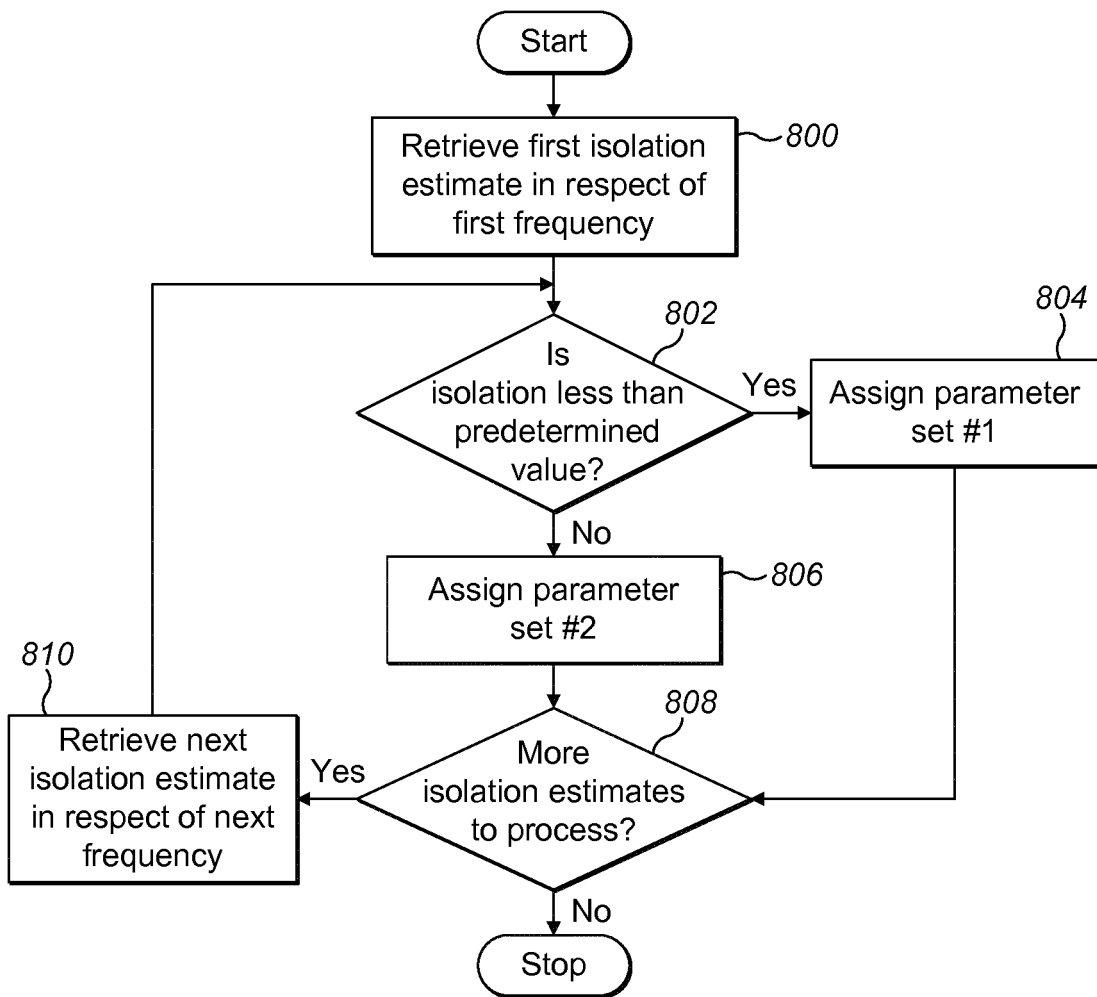 Start
Retrieve first isolation
estimate in respect of
first frequency
800
Is
isolation less than
predetermined
value?
802
Yes
Assign parameter
set #1
804
No
Assign parameter
set #2
806
More
isolation estimates
to process?
808
Yes
Retrieve next
isolation estimate
in respect of next
frequency
810
No
Stop